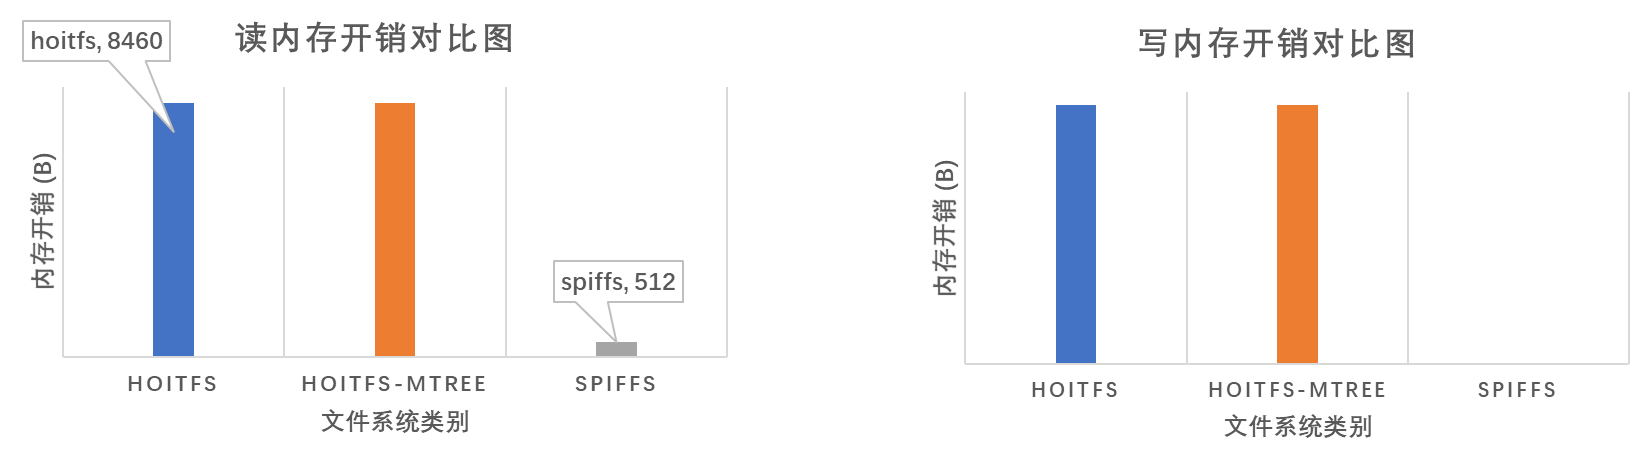 读内存开销对比图
hoitfs, 8460
内存开销 (B)
spiffs, 512
HOITFS
HOITFS-MTREE
SPIFFS
文件系统类别
写内存开销对比图
内存开销 (B)
HOITFS
HOITFS-MTREE
SPIFFS
文件系统类别